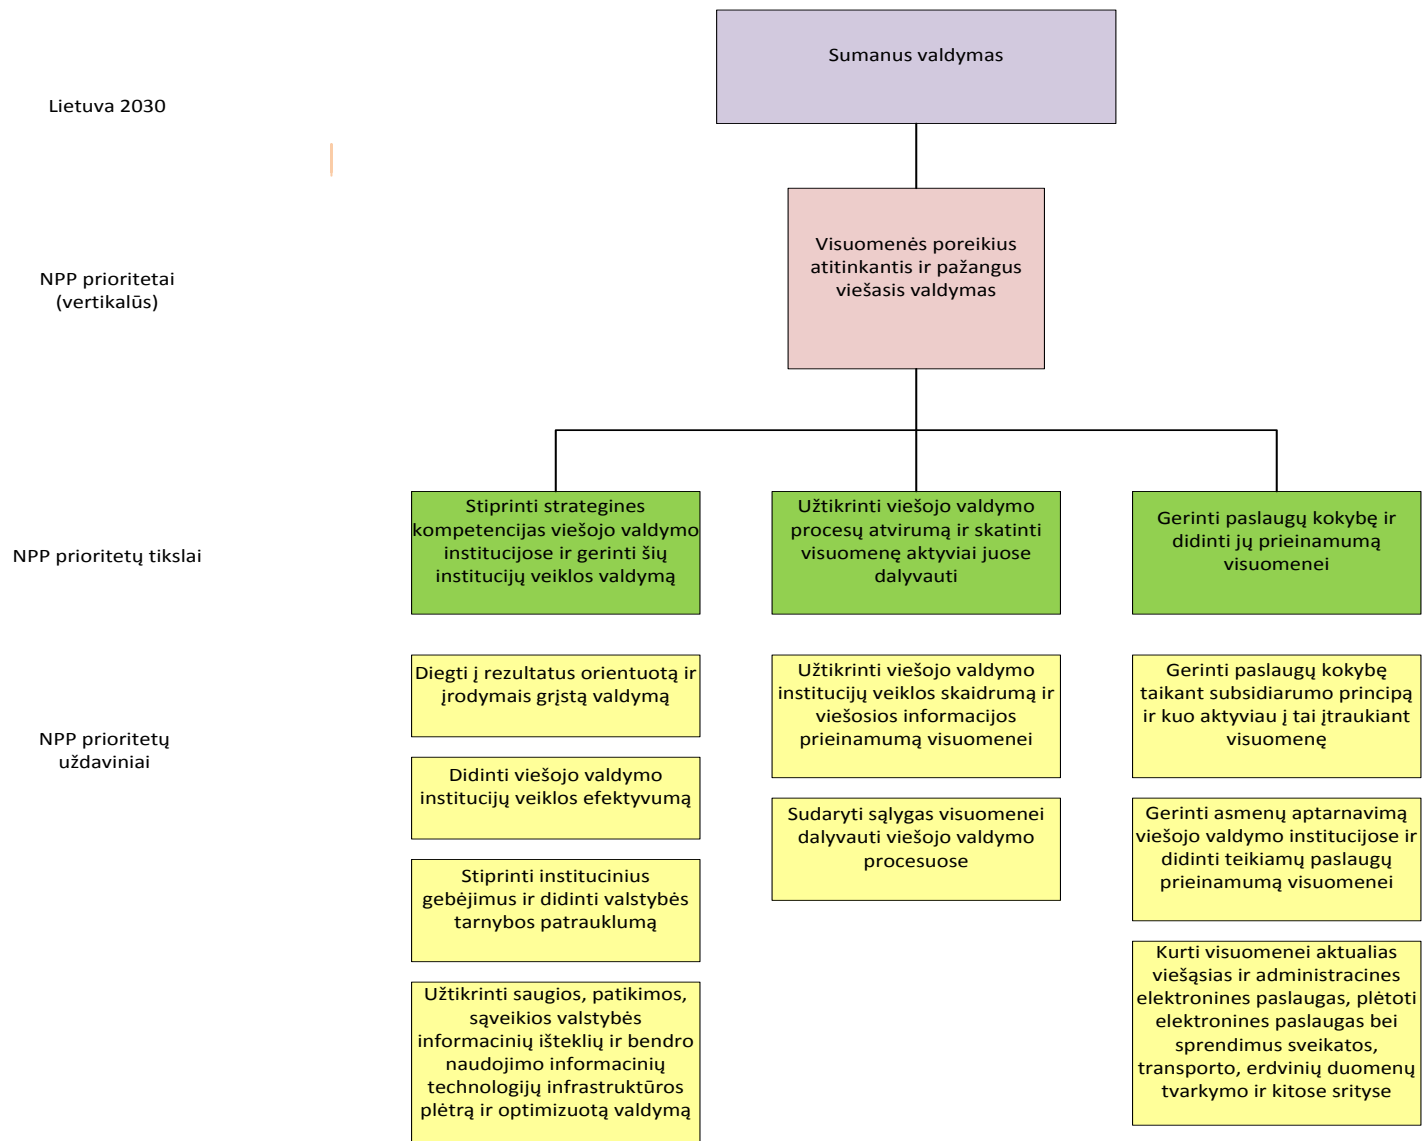 Sumanus valdymas
Lietuva 2030
Visuomenės poreikius
atitinkantis ir pažangus
viešasis valdymas
NPP prioritetai
(vertikalūs)
NPP prioritetų tikslai
Stiprinti strategines
kompetencijas viešojo valdymo
institucijose ir gerinti šių
institucijų veiklos valdymą
Užtikrinti viešojo valdymo
procesų atvirumą ir skatinti
visuomenę aktyviai juose
dalyvauti
Gerinti paslaugų kokybę ir
didinti jų prieinamumą
visuomenei
NPP prioritetų
uždaviniai
Diegti į rezultatus orientuotą ir
įrodymais grįstą valdymą
Didinti viešojo valdymo
institucijų veiklos efektyvumą
Stiprinti institucinius
gebėjimus ir didinti valstybės
tarnybos patrauklumą
Užtikrinti saugios, patikimos,
sąveikios valstybės
informacinių išteklių ir bendro
naudojimo informacinių
technologijų infrastruktūros
plėtrą ir optimizuotą valdymą
Užtikrinti viešojo valdymo
institucijų veiklos skaidrumą ir
viešosios informacijos
prieinamumą visuomenei
Sudaryti sąlygas visuomenei
dalyvauti viešojo valdymo
procesuose
Gerinti paslaugų kokybę
taikant subsidiarumo principą
ir kuo aktyviau į tai įtraukiant
visuomenę
Gerinti asmenų aptarnavimą
viešojo valdymo institucijose ir
didinti teikiamų paslaugų
prieinamumą visuomenei
Kurti visuomenei aktualias
viešąsias ir administracines
elektronines paslaugas, plėtoti
elektronines paslaugas bei
sprendimus sveikatos,
transporto, erdvinių duomenų
tvarkymo ir kitose srityse